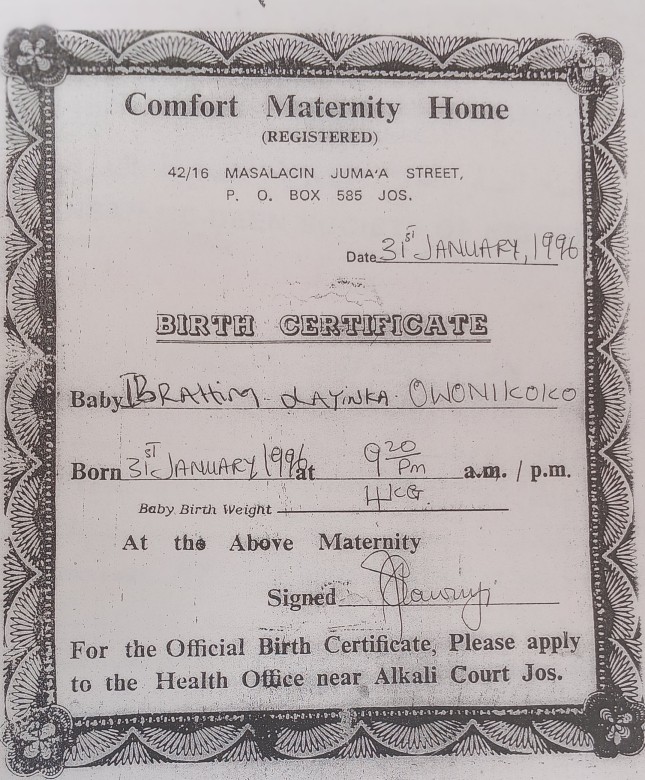 Comfort Maternity Home
(REGISTERED)
42/16 MASALACIN JUMA'A STREET,
P. O. BOX 585 JOS.
Date 31st JANUARY, 1996
BIRTH CERTIFICATE
Baby IBRAHIM LAYINKA OWONIKOKO
Born 31st JANUARY 1996 at 9 20 pm a.m. / p.m.
Baby Birth Weight 4KG.
At the Above Maternity
Signed
For the Official Birth Certificate, Please apply
to the Health Office near Alkali Court Jos.